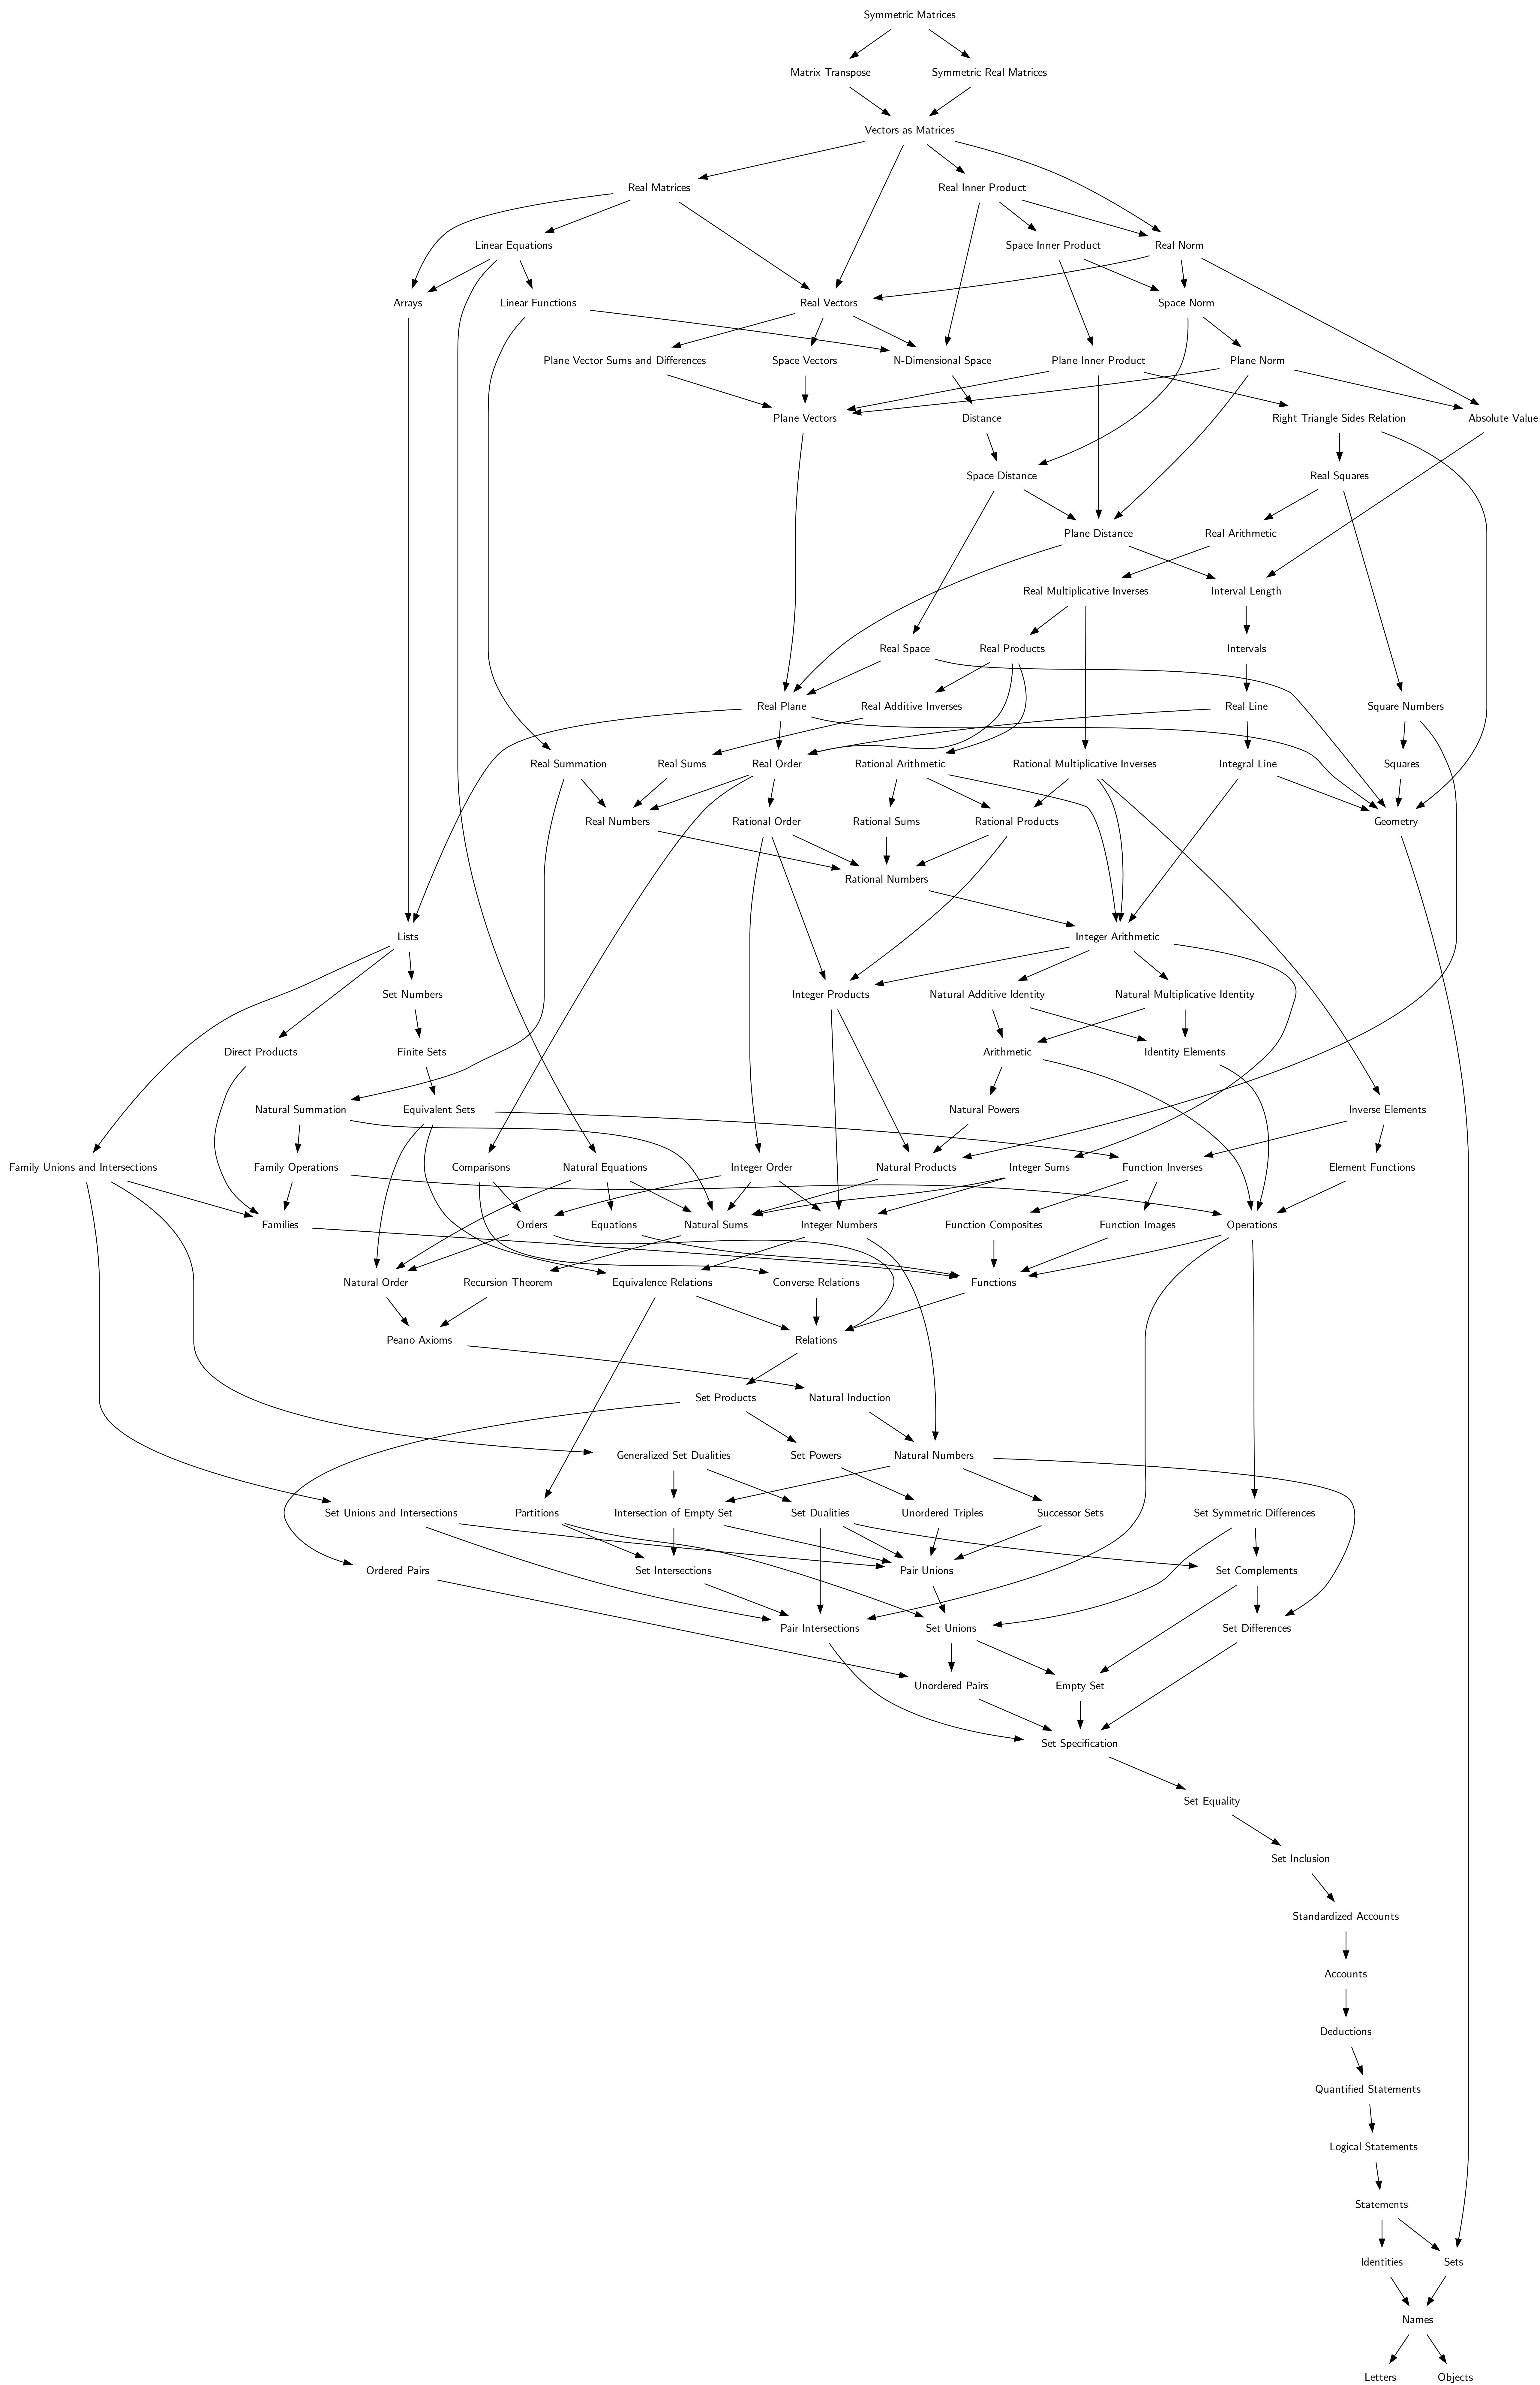 Symmetric Matrices
Matrix Transpose
Symmetric Real Matrices
Vectors as Matrices
Real Matrices
Real Inner Product
Linear Equations
Space Inner Product
Real Norm
Arrays
Linear Functions
Real Vectors
Space Norm
Plane Vector Sums and Differences
Space Vectors
N-Dimensional Space
Plane Inner Product
Plane Norm
Plane Vectors
Distance
Right Triangle Sides Relation
Absolute Value
Space Distance
Real Squares
Plane Distance
Real Arithmetic
Real Multiplicative Inverses
Interval Length
Real Space
Real Products
Intervals
Real Plane
Real Additive Inverses
Real Line
Square Numbers
Real Summation
Real Sums
Real Order
Rational Arithmetic
Rational Multiplicative Inverses
Integral Line
Squares
Real Numbers
Rational Order
Rational Sums
Rational Products
Geometry
Rational Numbers
Lists
Integer Arithmetic
Set Numbers
Integer Products
Natural Additive Identity
Natural Multiplicative Identity
Direct Products
Finite Sets
Arithmetic
Identity Elements
Natural Summation
Equivalent Sets
Natural Powers
Inverse Elements
Family Unions and Intersections
Family Operations
Comparisons
Natural Equations
Integer Order
Natural Products
Integer Sums
Function Inverses
Element Functions
Families
Orders
Equations
Natural Sums
Integer Numbers
Function Composites
Function Images
Operations
Natural Order
Recursion Theorem
Equivalence Relations
Converse Relations
Functions
Peano Axioms
Relations
Set Products
Natural Induction
Generalized Set Dualities
Set Powers
Natural Numbers
Set Unions and Intersections
Partitions
Intersection of Empty Set
Set Dualities
Unordered Triples
Successor Sets
Set Symmetric Differences
Ordered Pairs
Set Intersections
Pair Unions
Set Complements
Pair Intersections
Set Unions
Set Differences
Unordered Pairs
Empty Set
Set Specification
Set Equality
Set Inclusion
Standardized Accounts
Accounts
Deductions
Quantified Statements
Logical Statements
Statements
Identities
Sets
Names
Letters
Objects